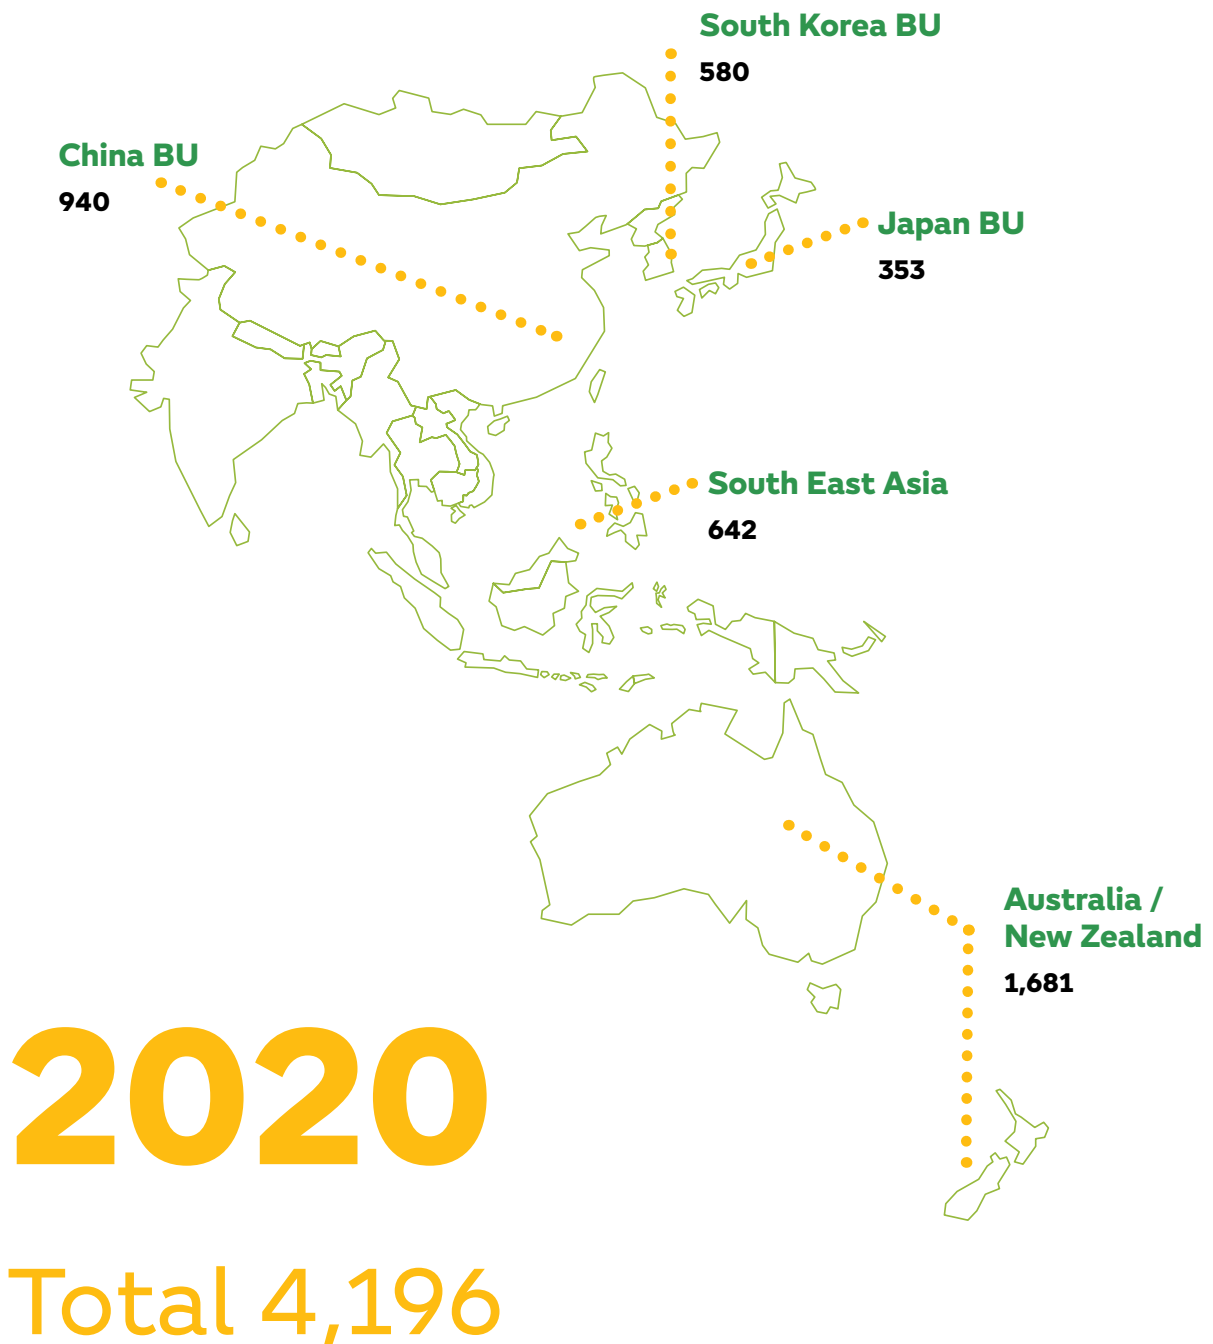 South Korea BU
580
China BU
940
Japan BU
353
South East Asia
642
Australia /
New Zealand
1,681
2020
Total 4,196